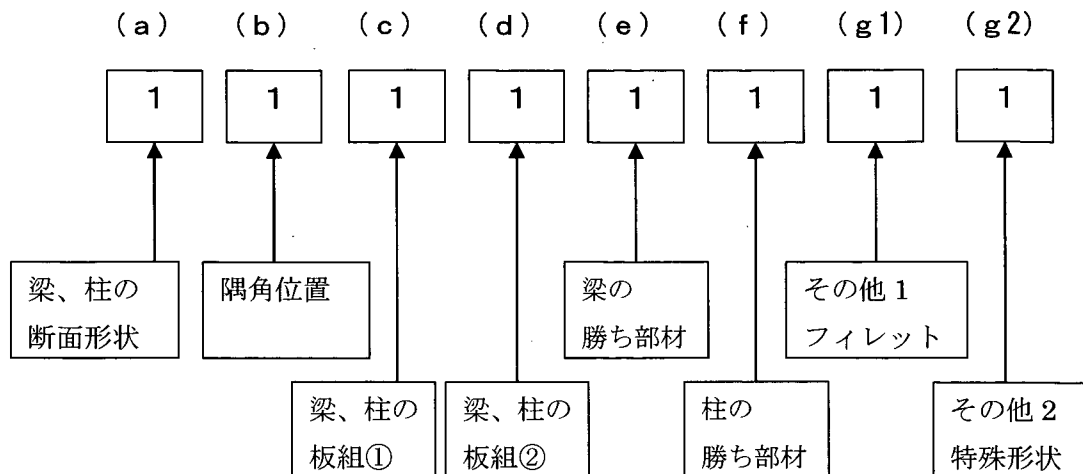 (a) (b) (c) (d) (e) (f) (g1) (g2)
1 1 1 1 1 1 1 1
梁、柱の
断面形状
隅角位置
梁の
勝ち部材
その他1
フィレット
梁、柱の
板組①
梁、柱の
板組②
柱の
勝ち部材
その他2
特殊形状